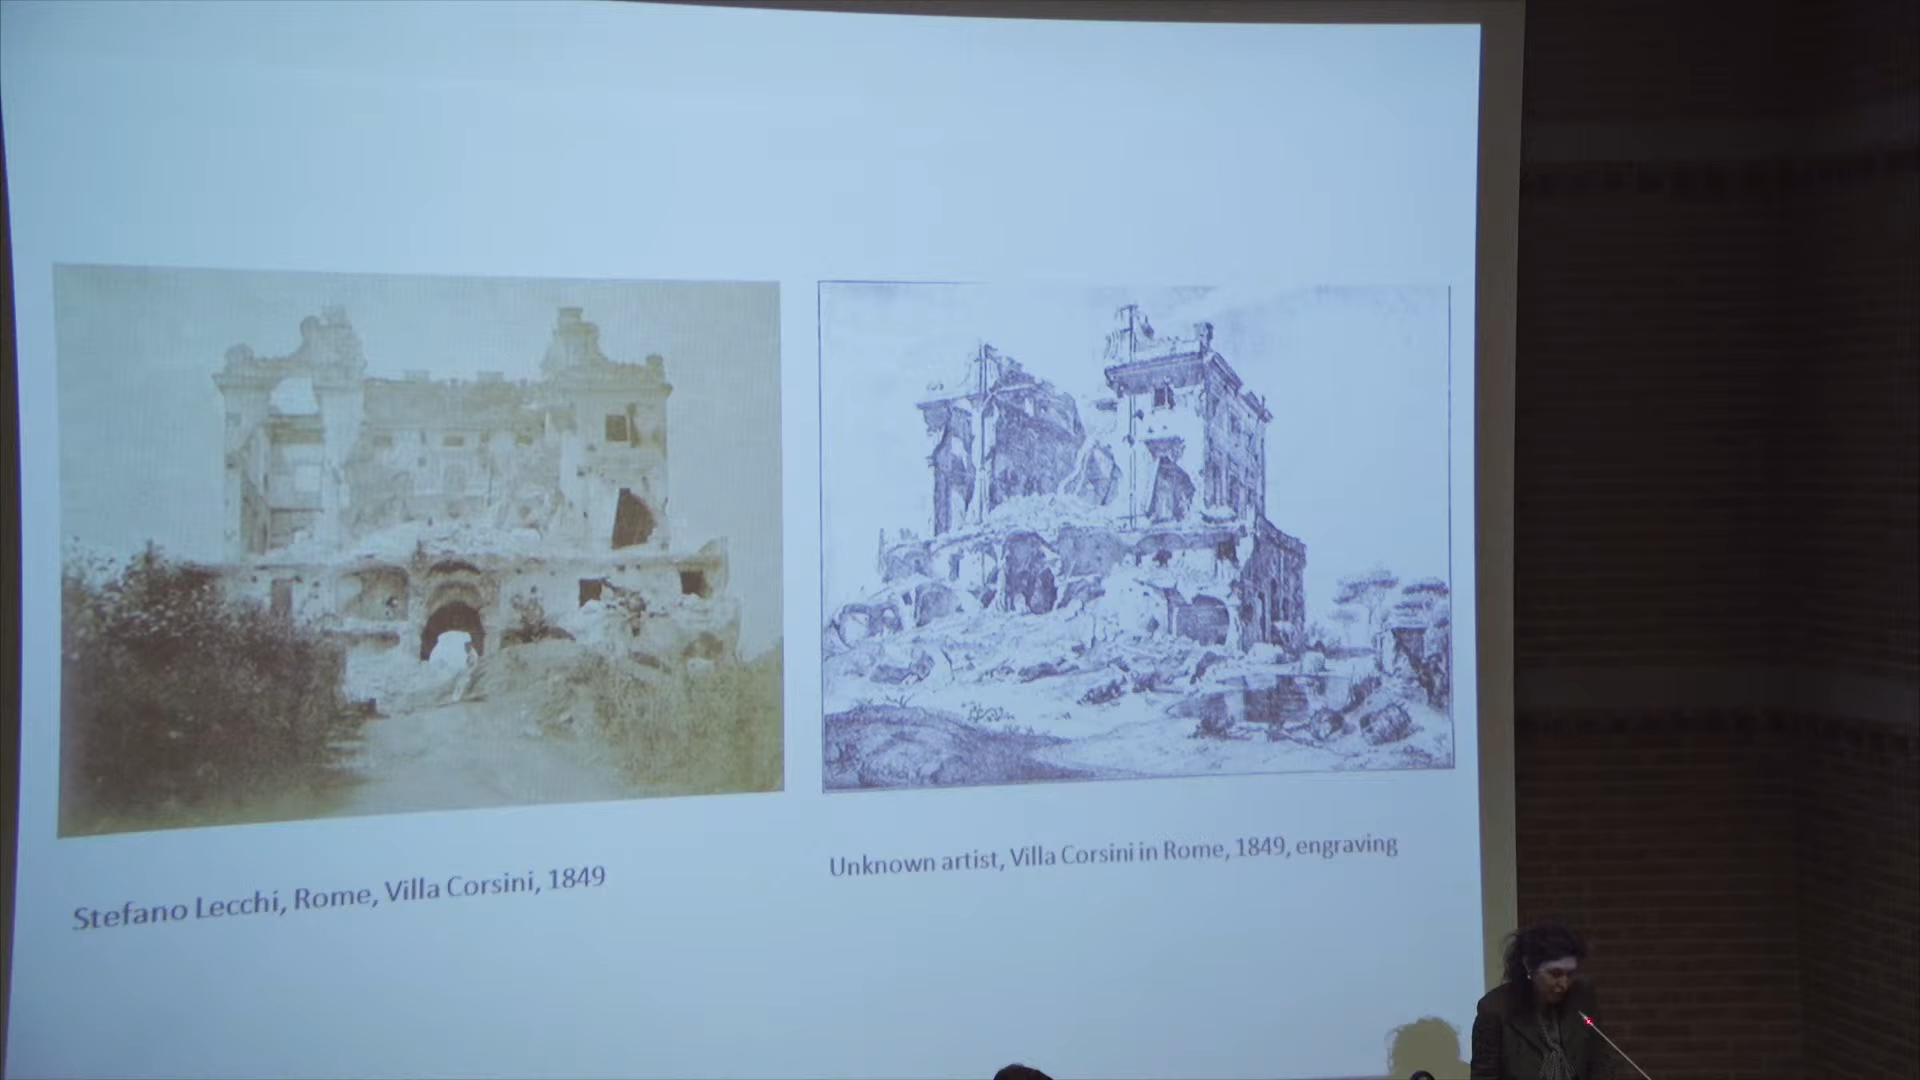 Stefano Lecchi, Rome, Villa Corsini, 1849
Unknown artist, Villa Corsini in Rome, 1849, engraving